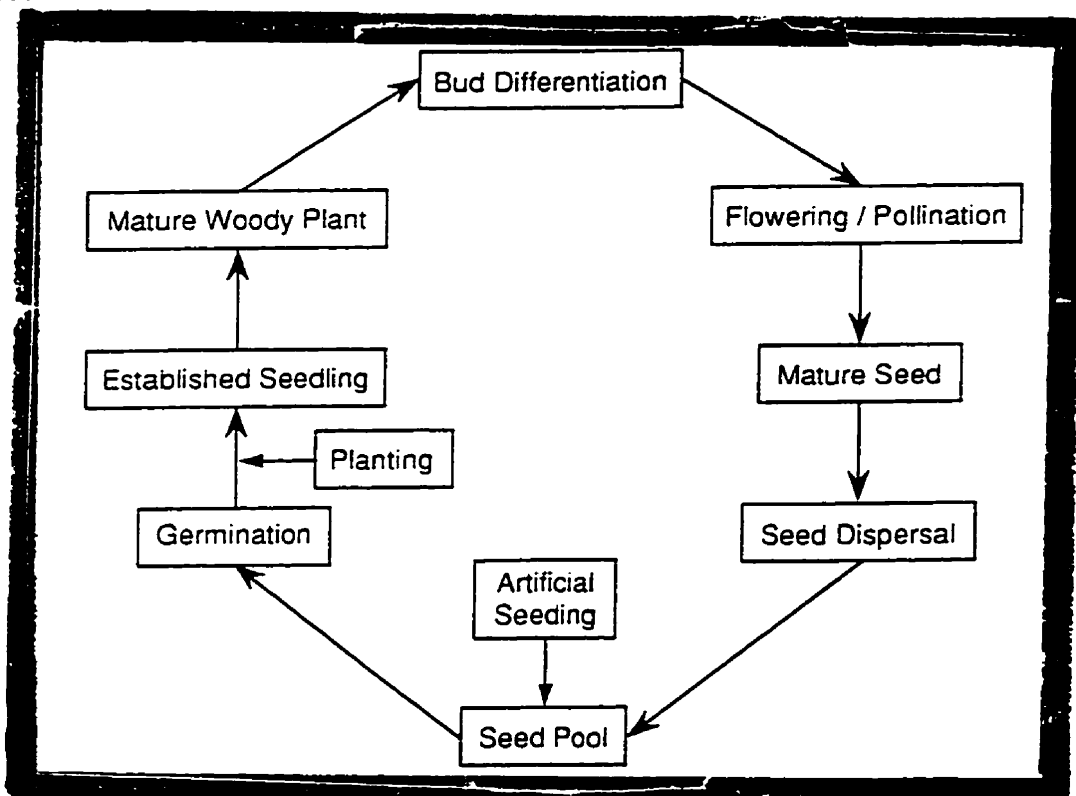 Bud Differentiation
Mature Woody Plant
Flowering / Pollination
Established Seedling
Mature Seed
Planting
Germination
Seed Dispersal
Artificial
Seeding
Seed Pool